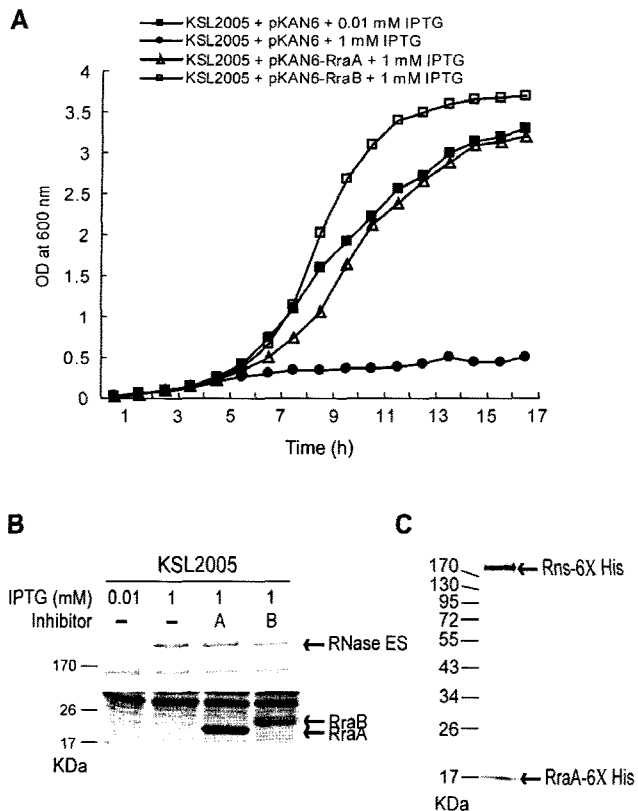 A
KSL2005 + pKAN6 + 0.01 mM IPTG
KSL2005 + pKAN6 + 1 mM IPTG
KSL2005 + pKAN6-RraA + 1 mM IPTG
KSL2005 + pKAN6-RraB + 1 mM IPTG
4
3.5
3
2.5
2
1.5
1
0.5
0
OD at 600 nm
1 3 5 7 9 11 13 15 17
Time (h)
B
KSL2005
IPTG (mM) 0.01 1 1 1
Inhibitor – – A B
RNase ES
170
26
RraB
RraA
17
KDa
C
170
Rns-6X His
130
95
72
55
43
34
26
17
RraA-6X His
KDa